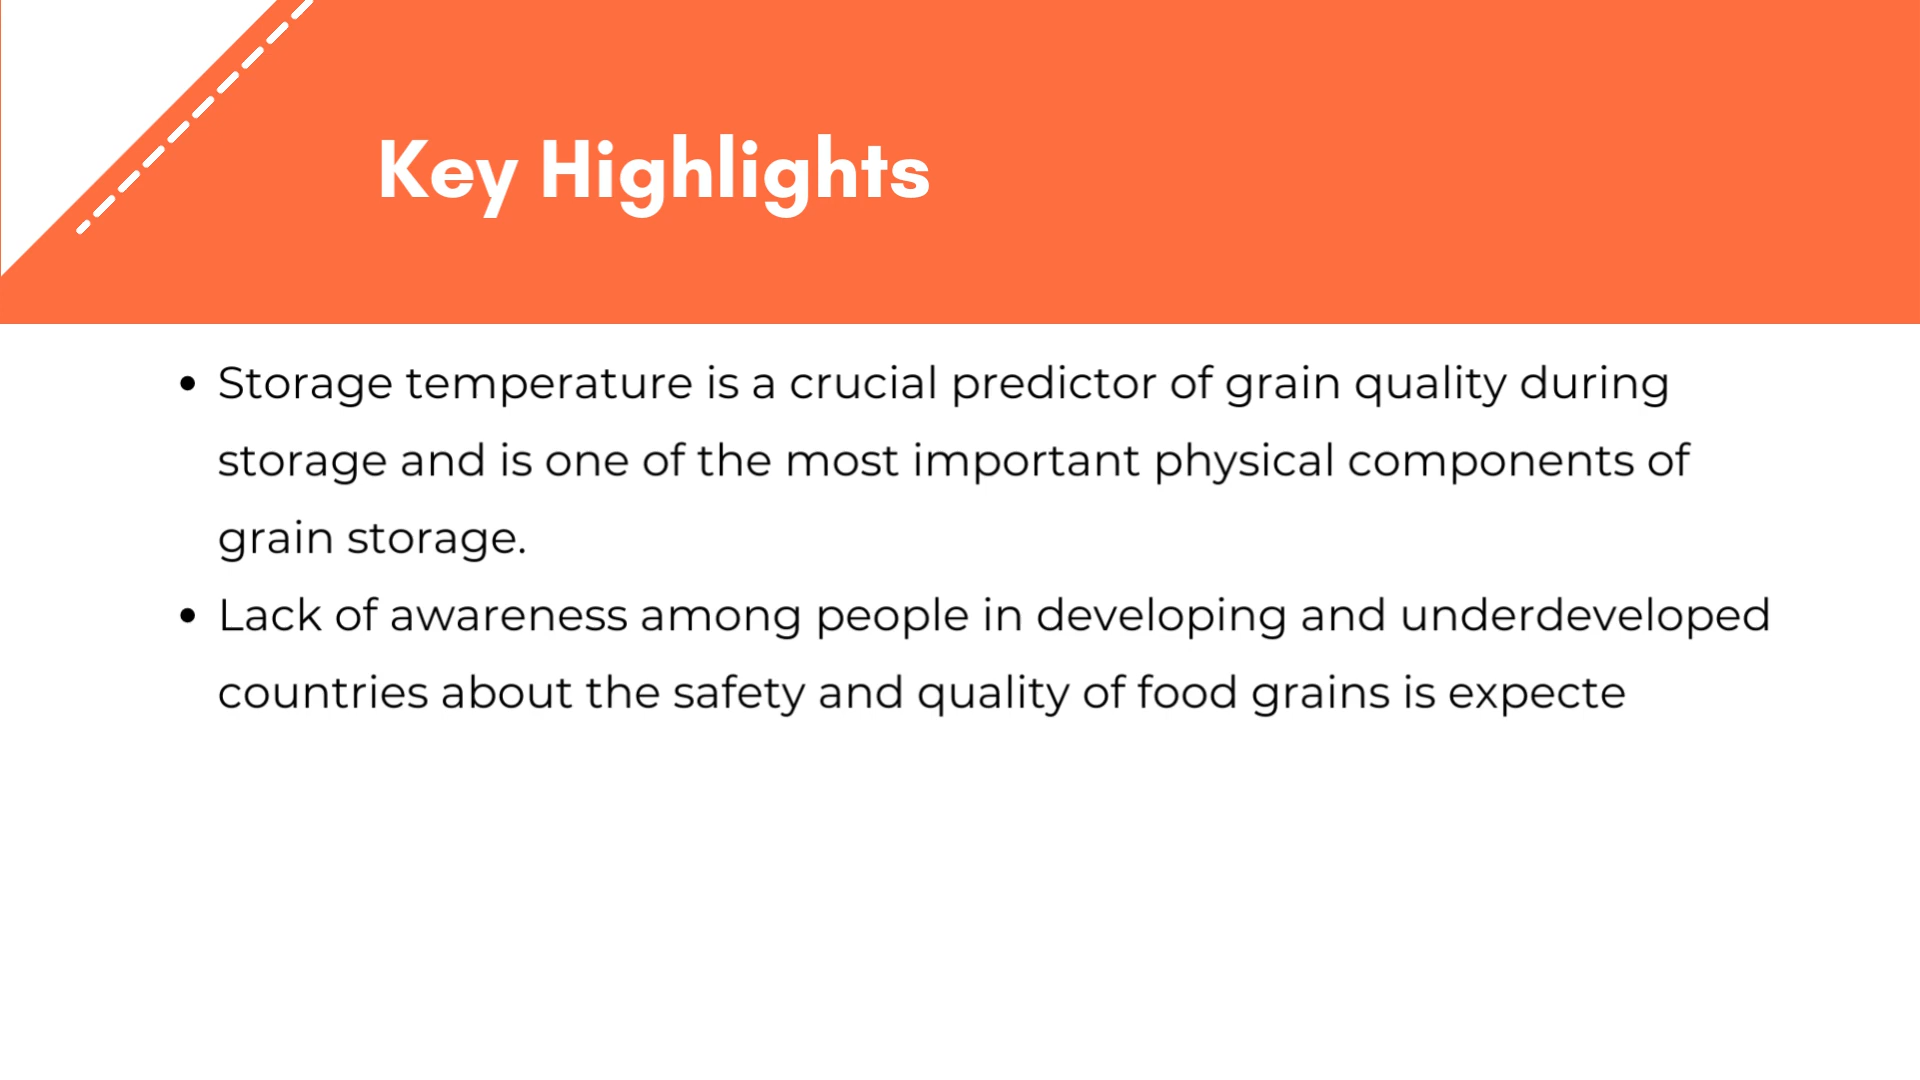 Key Highlights
• Storage temperature is a crucial predictor of grain quality during
storage and is one of the most important physical components of
grain storage.
• Lack of awareness among people in developing and underdeveloped
countries about the safety and quality of food grains is expecte